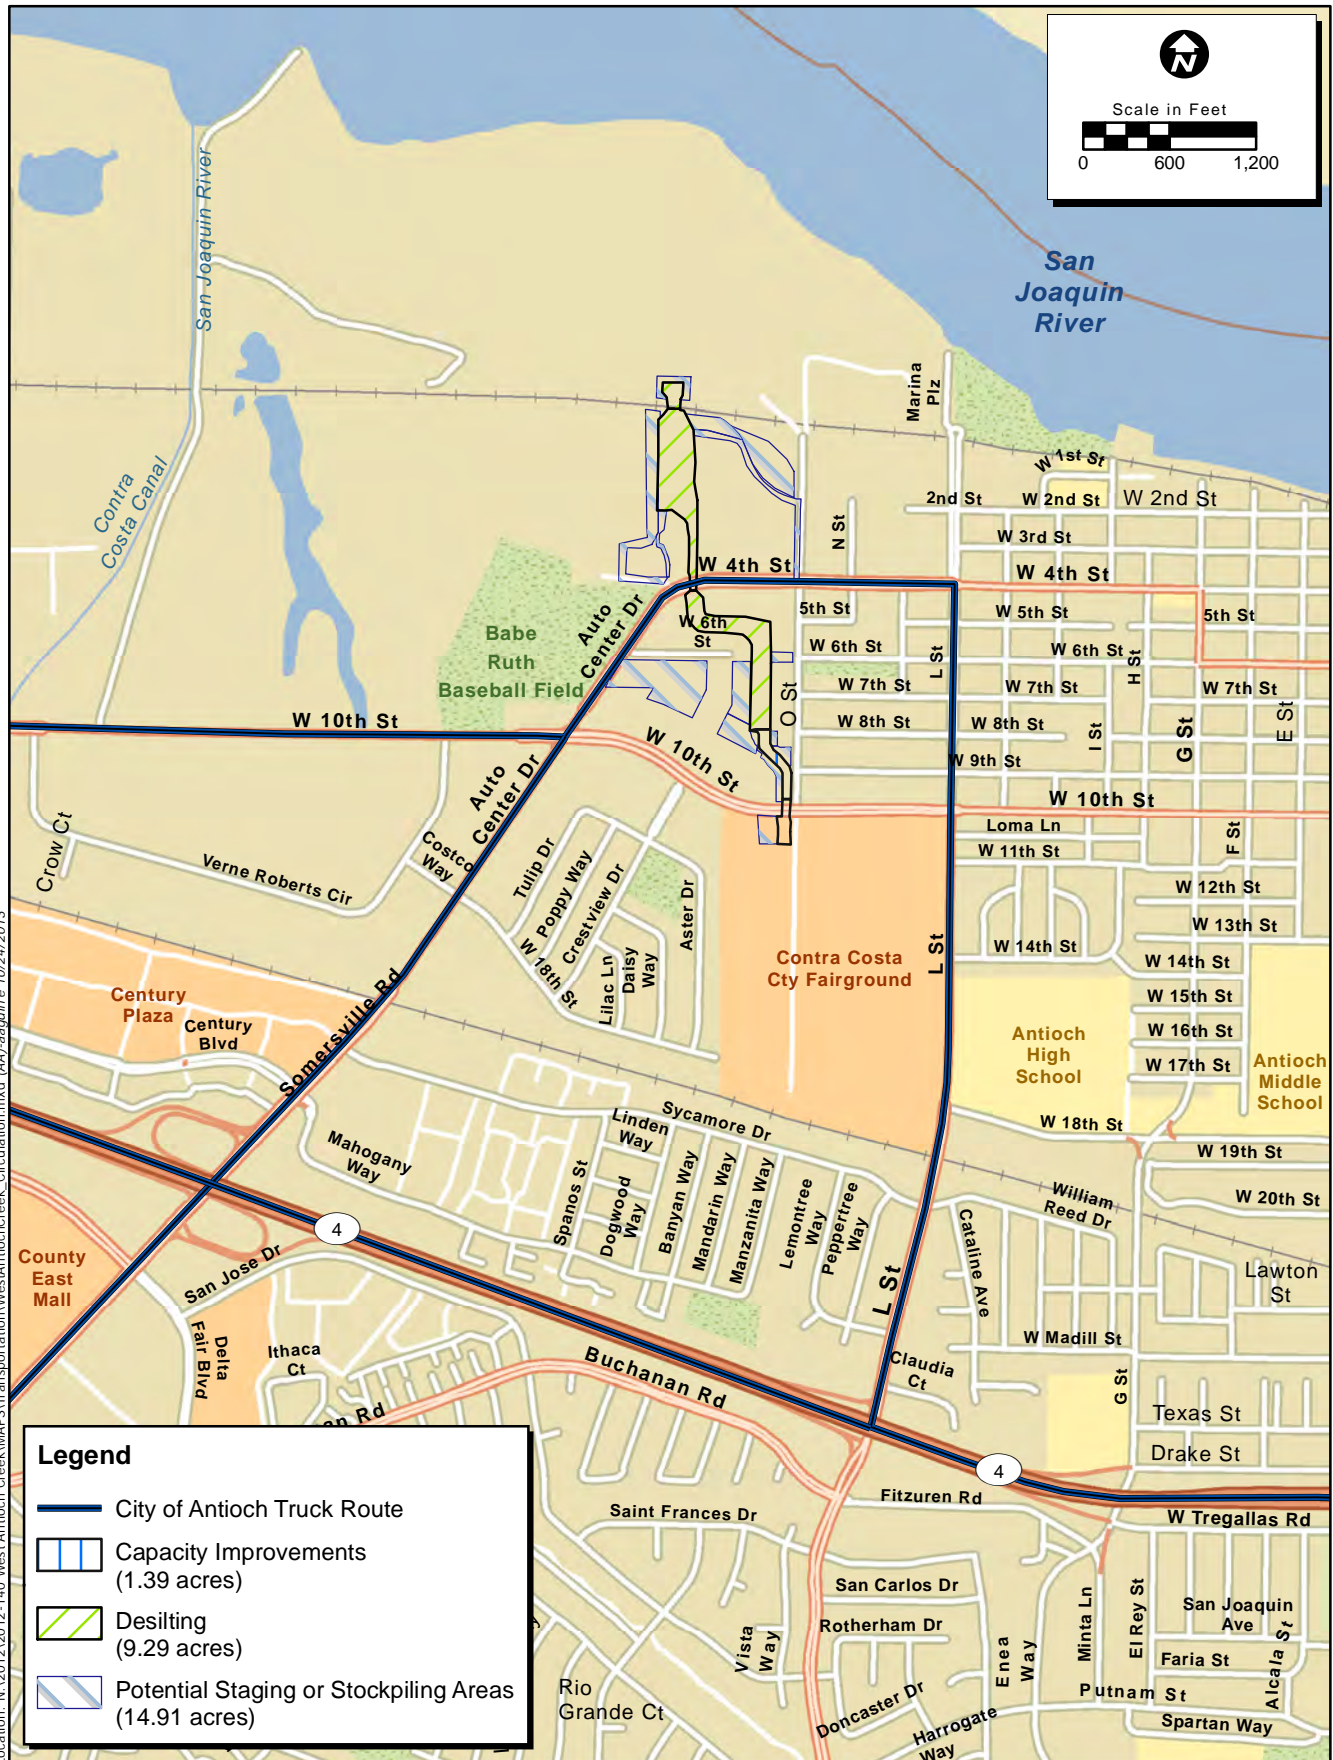 N
Scale in Feet
0 600 1,200
San Joaquin River
San
Joaquin
River
Marina
Plz
Contra
Costa Canal
W 1st St
2nd St
W 2nd St
W 2nd St
N St
W 3rd St
W 4th St
W 4th St
Auto
Center Dr
5th St
W 5th St
5th St
Babe
Ruth
Baseball Field
W 6th
St
W 6th St
W 6th St
L St
H St
W 7th St
W 7th St
W 7th St
O St
W 10th St
W 8th St
W 8th St
I St
G St
E St
W 10th St
W 9th St
Auto
Center Dr
W 10th St
Loma Ln
W 11th St
F St
Crow Ct
Verne Roberts Cir
Costco
Way
Tulip Dr
Poppy Way
Crestview Dr
Aster Dr
W 12th St
W 13th St
W 18th St
Lilac Ln
Daisy
Way
Contra Costa
Cty Fairground
L St
W 14th St
W 14th St
Century
Plaza
Century
Blvd
Somersville Rd
W 15th St
W 16th St
W 17th St
Antioch
High
School
Antioch
Middle
School
Linden
Way
Sycamore Dr
W 18th St
W 19th St
Mahogany
Way
Spanos St
Dogwood
Way
Banyan Way
Mandarin Way
Manzanita Way
Lemontree
Way
Peppertree
Way
Cataline Ave
William
Reed Dr
W 20th St
4
County
East
Mall
San Jose Dr
L St
Lawton
St
Delta
Fair Blvd
Ithaca
Ct
W Madill St
Buchanan Rd
Claudia
Ct
G St
Texas St
Drake St
an Rd
4
Fitzuren Rd
W Tregallas Rd
Saint Frances Dr
San Carlos Dr
Rotherham Dr
Vista
Way
Enea
Way
Minta Ln
El Rey St
San Joaquin
Ave
Faria St
Alcala St
Rio
Grande Ct
Doncaster Dr
Harrogate
Way
Putnam St
Spartan Way
Legend
City of Antioch Truck Route
Capacity Improvements
(1.39 acres)
Desilting
(9.29 acres)
Potential Staging or Stockpiling Areas
(14.91 acres)